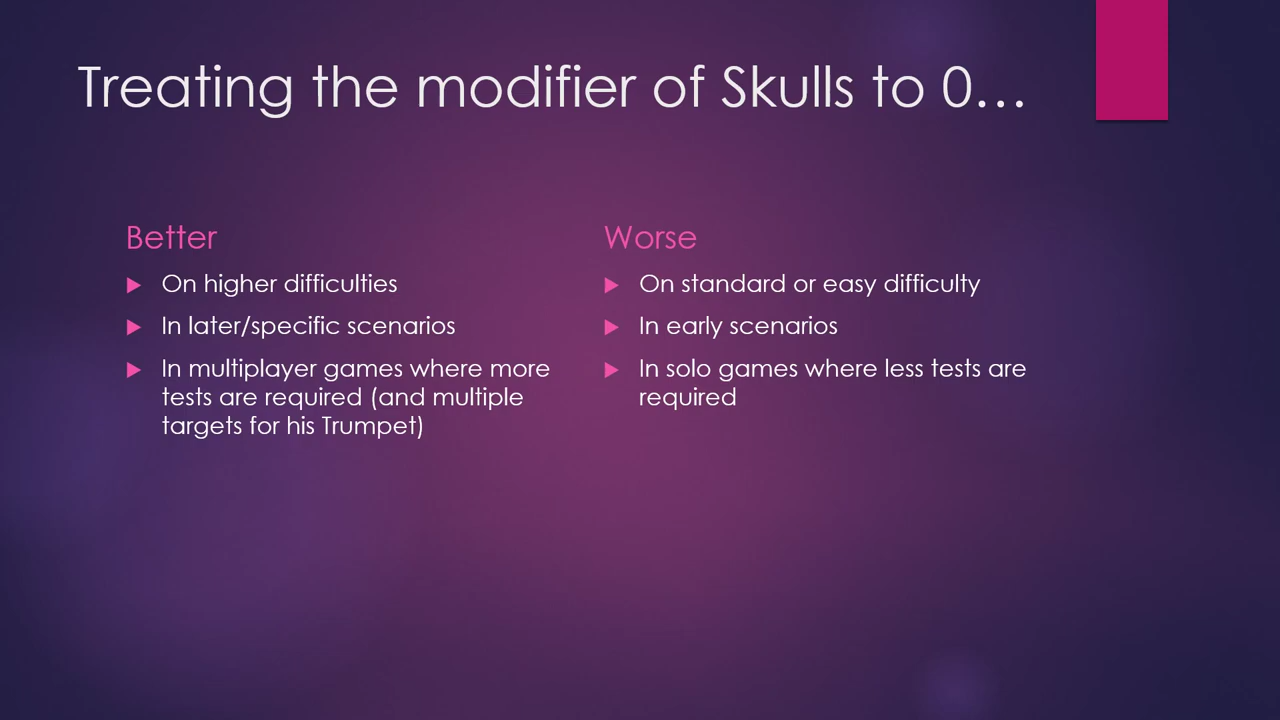 Treating the modifier of Skulls to 0…
Better
On higher difficulties
In later/specific scenarios
In multiplayer games where more
tests are required (and multiple
targets for his Trumpet)
Worse
On standard or easy difficulty
In early scenarios
In solo games where less tests are
required